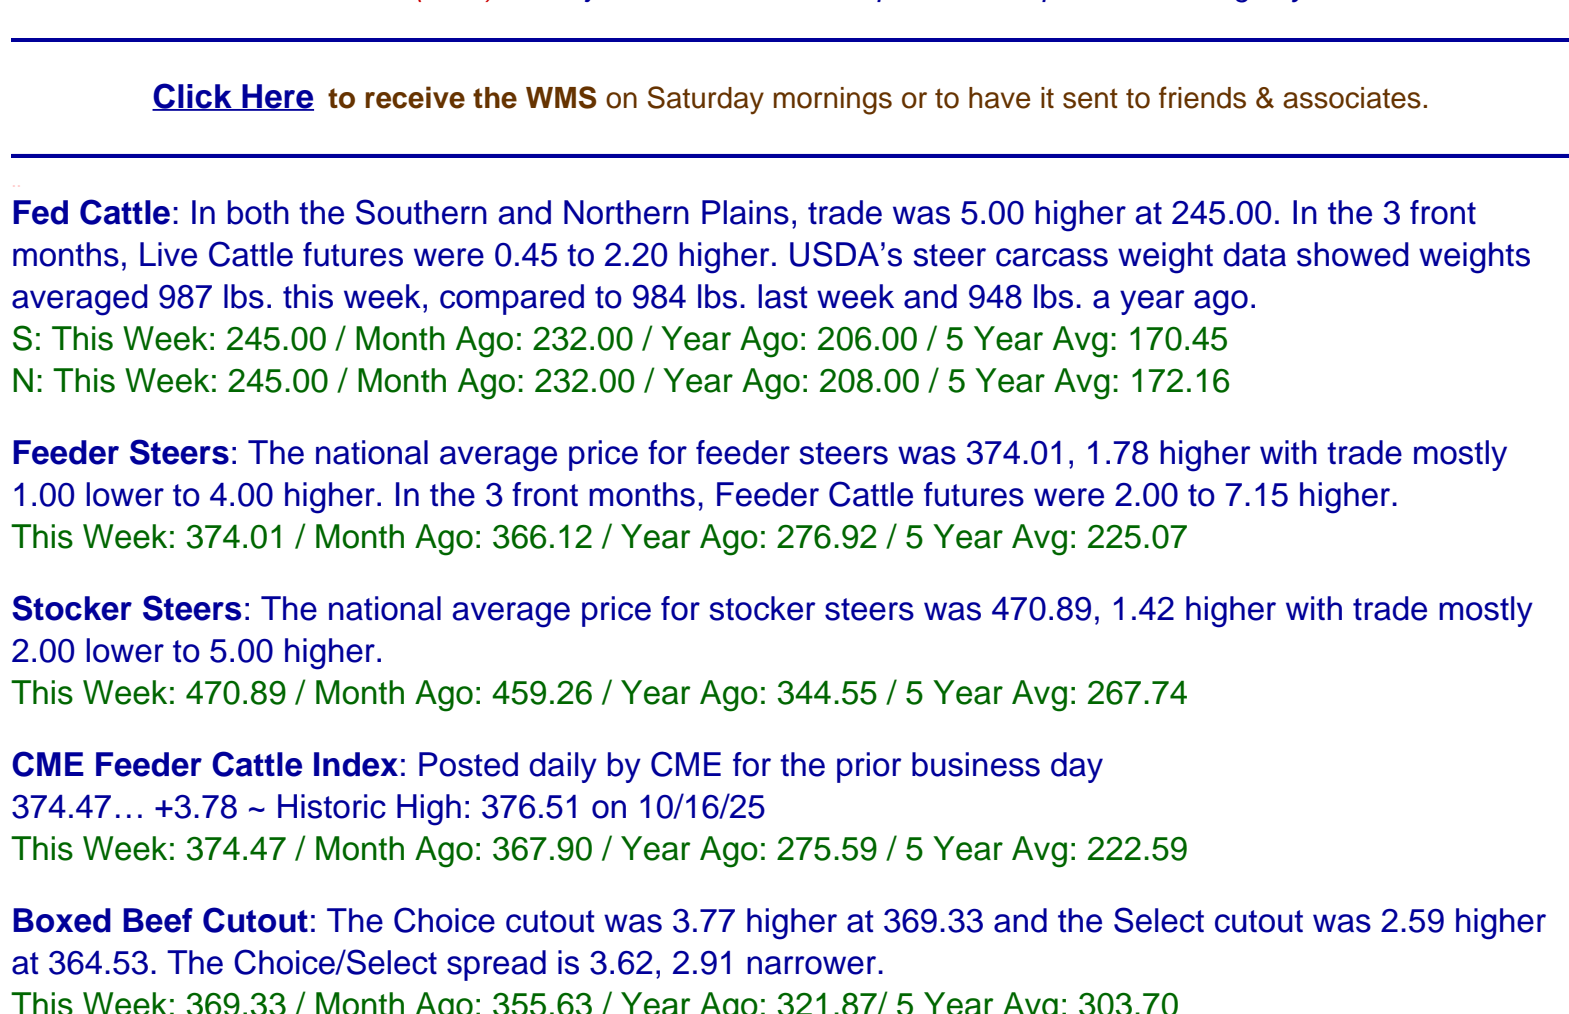 Click Here to receive the WMS on Saturday mornings or to have it sent to friends & associates.
Fed Cattle: In both the Southern and Northern Plains, trade was 5.00 higher at 245.00. In the 3 front
months, Live Cattle futures were 0.45 to 2.20 higher. USDA’s steer carcass weight data showed weights
averaged 987 lbs. this week, compared to 984 lbs. last week and 948 lbs. a year ago.
S: This Week: 245.00 / Month Ago: 232.00 / Year Ago: 206.00 / 5 Year Avg: 170.45
N: This Week: 245.00 / Month Ago: 232.00 / Year Ago: 208.00 / 5 Year Avg: 172.16
Feeder Steers: The national average price for feeder steers was 374.01, 1.78 higher with trade mostly
1.00 lower to 4.00 higher. In the 3 front months, Feeder Cattle futures were 2.00 to 7.15 higher.
This Week: 374.01 / Month Ago: 366.12 / Year Ago: 276.92 / 5 Year Avg: 225.07
Stocker Steers: The national average price for stocker steers was 470.89, 1.42 higher with trade mostly
2.00 lower to 5.00 higher.
This Week: 470.89 / Month Ago: 459.26 / Year Ago: 344.55 / 5 Year Avg: 267.74
CME Feeder Cattle Index: Posted daily by CME for the prior business day
374.47… +3.78 ~ Historic High: 376.51 on 10/16/25
This Week: 374.47 / Month Ago: 367.90 / Year Ago: 275.59 / 5 Year Avg: 222.59
Boxed Beef Cutout: The Choice cutout was 3.77 higher at 369.33 and the Select cutout was 2.59 higher
at 364.53. The Choice/Select spread is 3.62, 2.91 narrower.
This Week: 369.33 / Month Ago: 355.63 / Year Ago: 321.87/ 5 Year Avg: 303.70